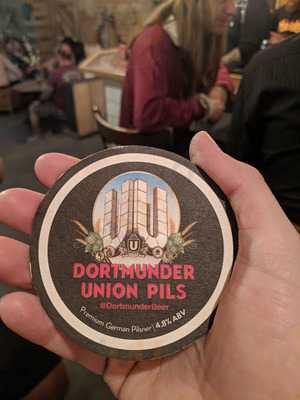 U
DORTMUNDER
UNION PILS
@DortmunderBeer
Premium German Pilsner | 4.8% ABV